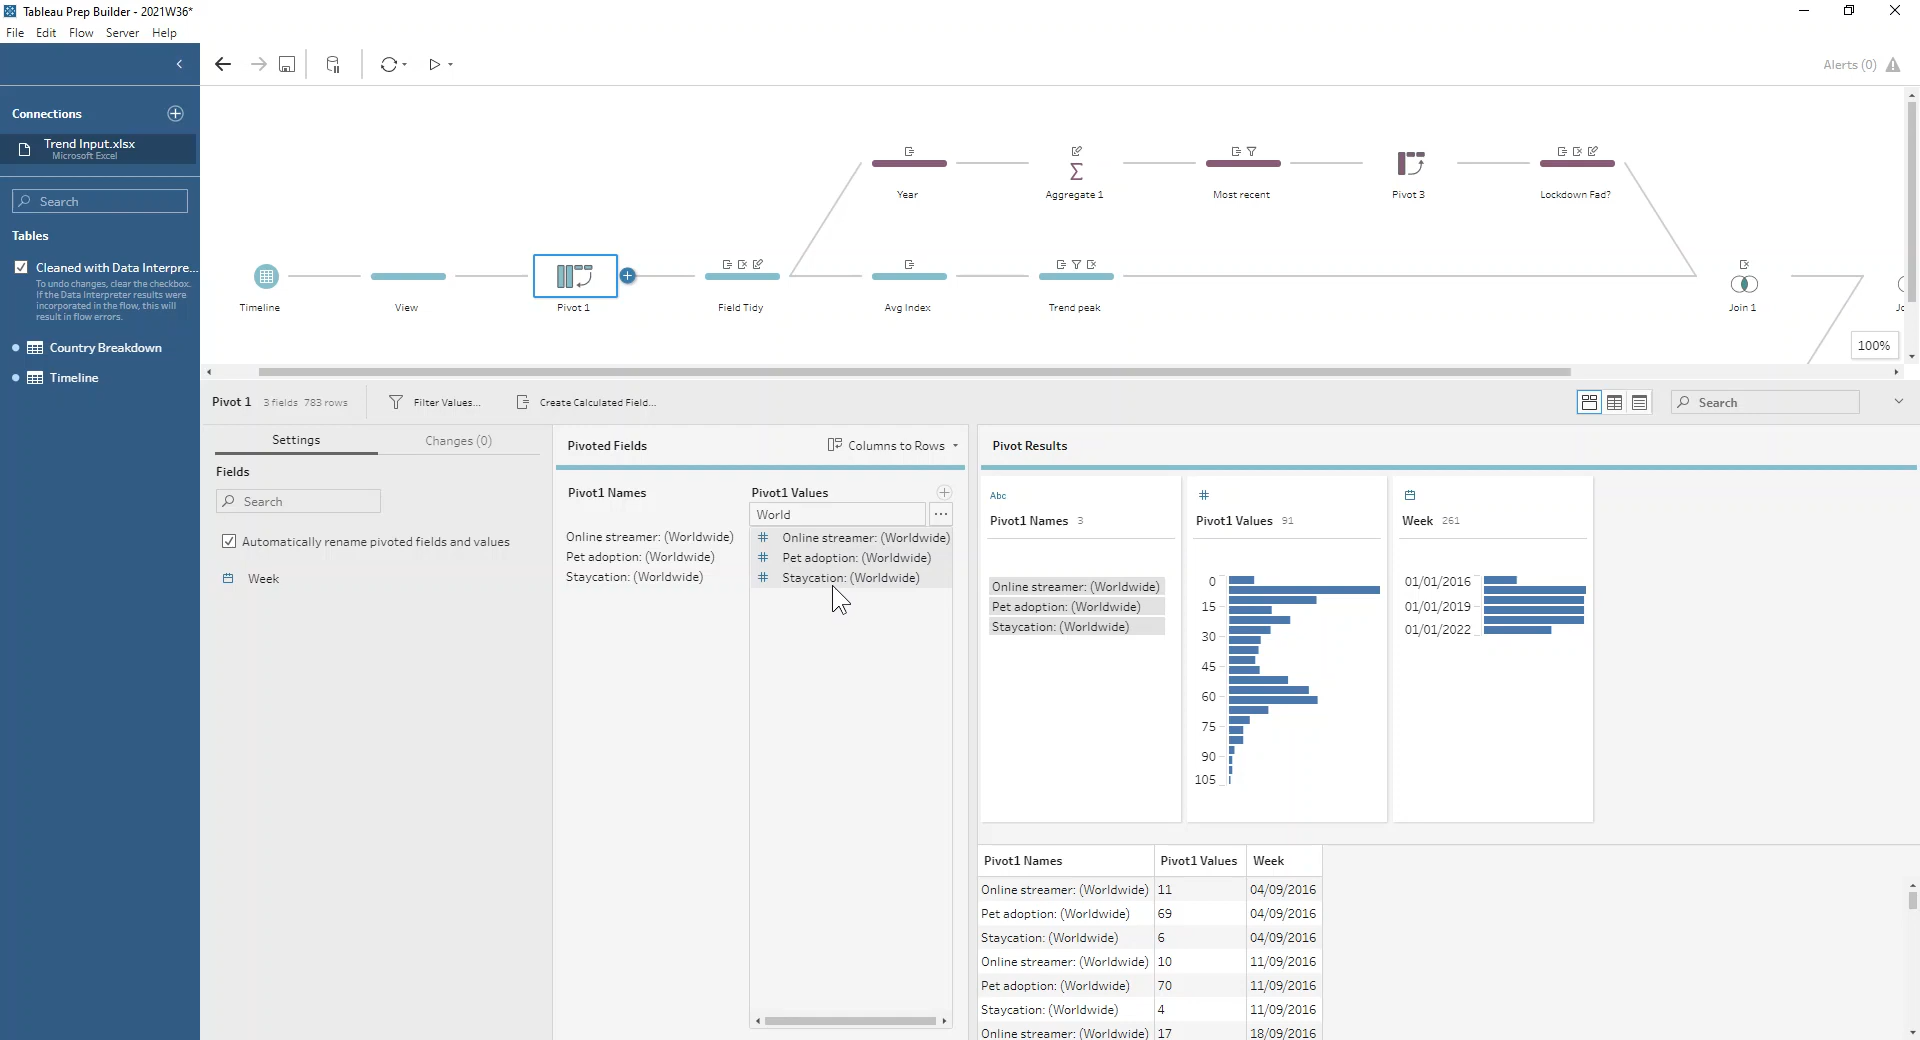 Tableau Prep Builder - 2021W36*
File Edit Flow Server Help
Alerts (0)
Connections
Trend Input.xlsx
Microsoft Excel
Search
Tables
Cleaned with Data Interpre...
To undo changes, clear the checkbox.
If the Data Interpreter results were
incorporated in the flow, this will
result in flow errors.
Country Breakdown
Timeline
Year
Aggregate 1
Most recent
Pivot 3
Lockdown Fad?
Timeline
View
Pivot 1
Field Tidy
Avg Index
Trend peak
Join 1
Jo
100%
Pivot 1 3 fields 783 rows
Filter Values...
Create Calculated Field...
Search
Settings
Changes (0)
Fields
Search
Automatically rename pivoted fields and values
Week
Pivoted Fields
Columns to Rows
Pivot1 Names
Pivot1 Values
World
Online streamer: (Worldwide)
Pet adoption: (Worldwide)
Staycation: (Worldwide)
# Online streamer: (Worldwide)
# Pet adoption: (Worldwide)
# Staycation: (Worldwide)
Pivot Results
Abc
Pivot1 Names 3
Online streamer: (Worldwide)
Pet adoption: (Worldwide)
Staycation: (Worldwide)
#
Pivot1 Values 91
0
15
30
45
60
75
90
105
Week 261
01/01/2016
01/01/2019
01/01/2022
Pivot1 Names Pivot1 Values Week
Online streamer: (Worldwide) 11 04/09/2016
Pet adoption: (Worldwide) 69 04/09/2016
Staycation: (Worldwide) 6 04/09/2016
Online streamer: (Worldwide) 10 11/09/2016
Pet adoption: (Worldwide) 70 11/09/2016
Staycation: (Worldwide) 4 11/09/2016
Online streamer: (Worldwide) 17 18/09/2016